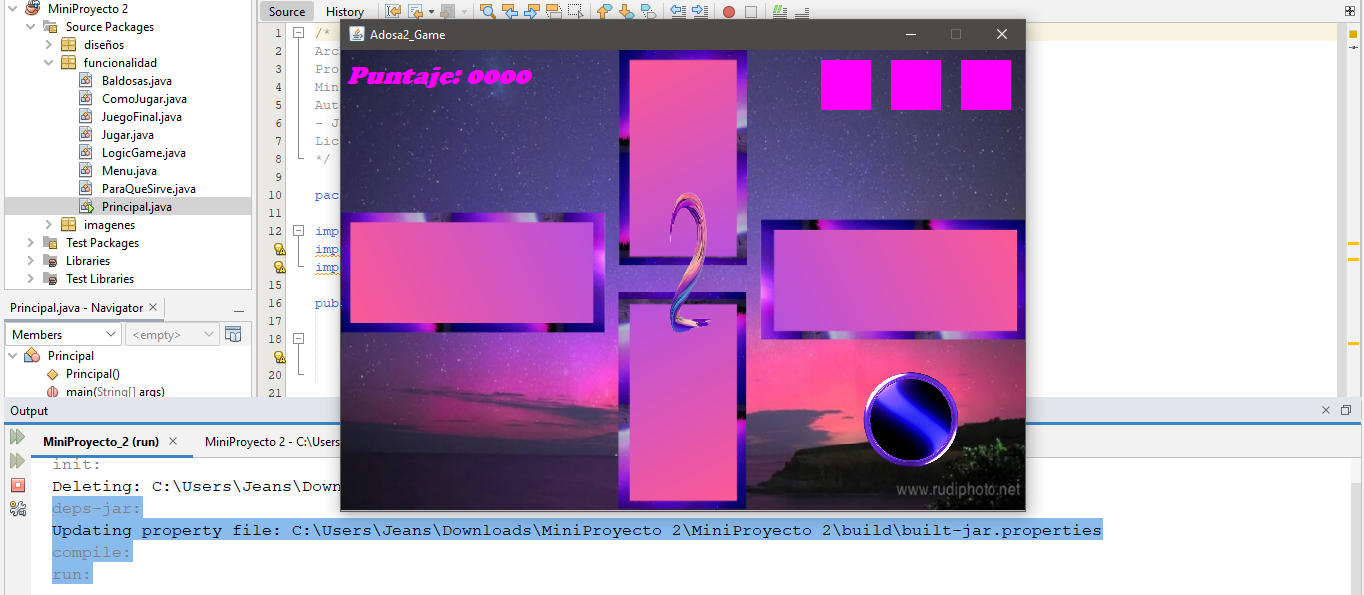 MiniProyecto 2
Source Packages
diseños
funcionalidad
Baldosas.java
ComoJugar.java
JuegoFinal.java
Jugar.java
LogicGame.java
Menu.java
ParaQueSirve.java
Principal.java
imagenes
Test Packages
Libraries
Test Libraries
Principal.java - Navigator
Members
<empty>
Principal
Principal()
main(String[] args)
Source
History
1 /*
2 Arc
3 Pro
4 Min
5 Aut
6 - J
7 Lic
8 */
9
10 pac
11
12 imp
imp
imp
15
16 pub
17
18
20
21
Adosa2_Game
Puntaje: 0000
2
www.rudiphoto.net
Output
MiniProyecto_2 (run)
MiniProyecto 2 - C:\Users
init:
Deleting: C:\Users\Jeans\Down
deps-jar:
Updating property file: C:\Users\Jeans\Downloads\MiniProyecto 2\MiniProyecto 2\build\built-jar.properties
compile:
run: